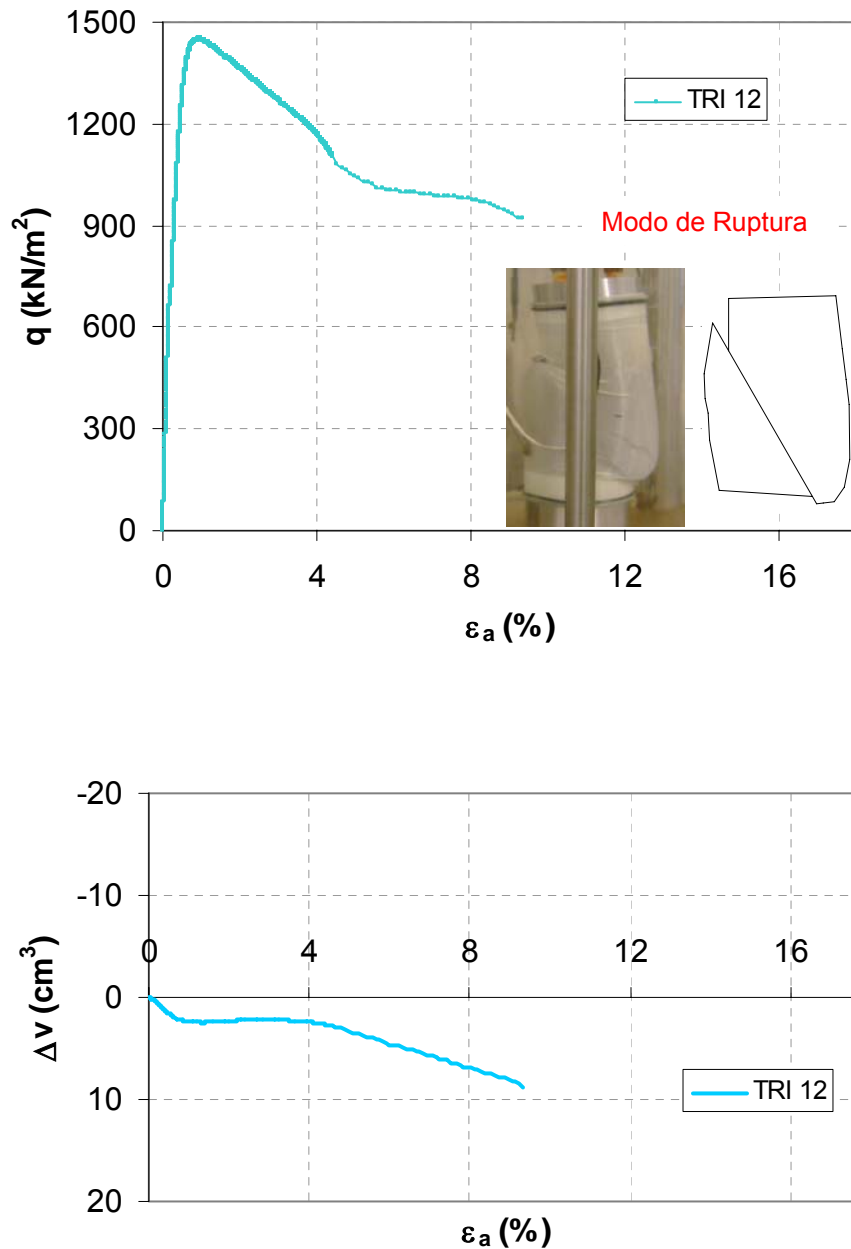 1500
1200
900
600
300
0
q (kN/m²)
TRI 12
Modo de Ruptura
0 4 8 12 16
εa (%)
-20
-10
0
10
20
Δv (cm³)
0 4 8 12 16
TRI 12
εa (%)